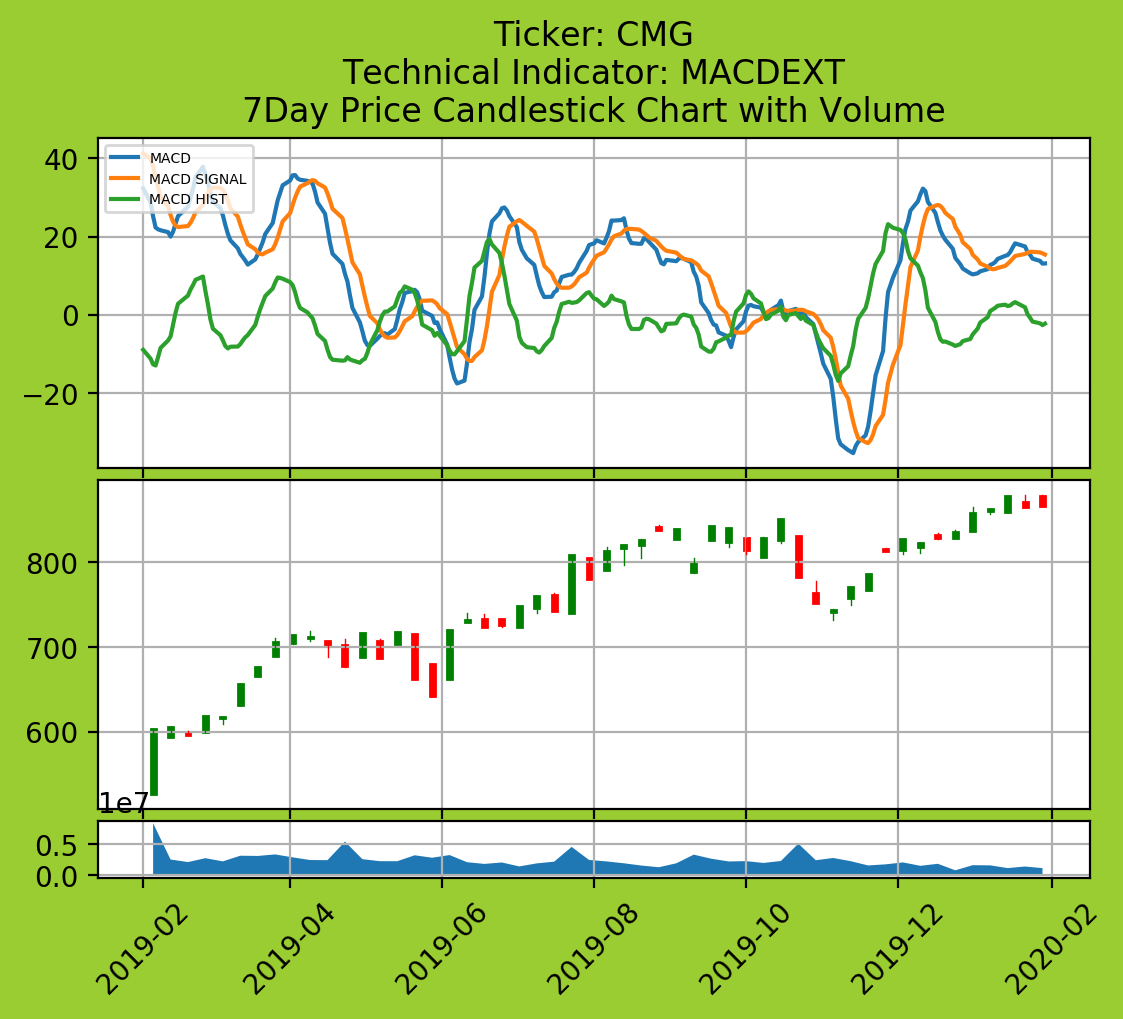 Ticker: CMG
Technical Indicator: MACDEXT
7Day Price Candlestick Chart with Volume
MACD
MACD SIGNAL
MACD HIST
40
20
0
−20
800
700
600
1e7
0.5
0.0
2019-02
2019-04
2019-06
2019-08
2019-10
2019-12
2020-02